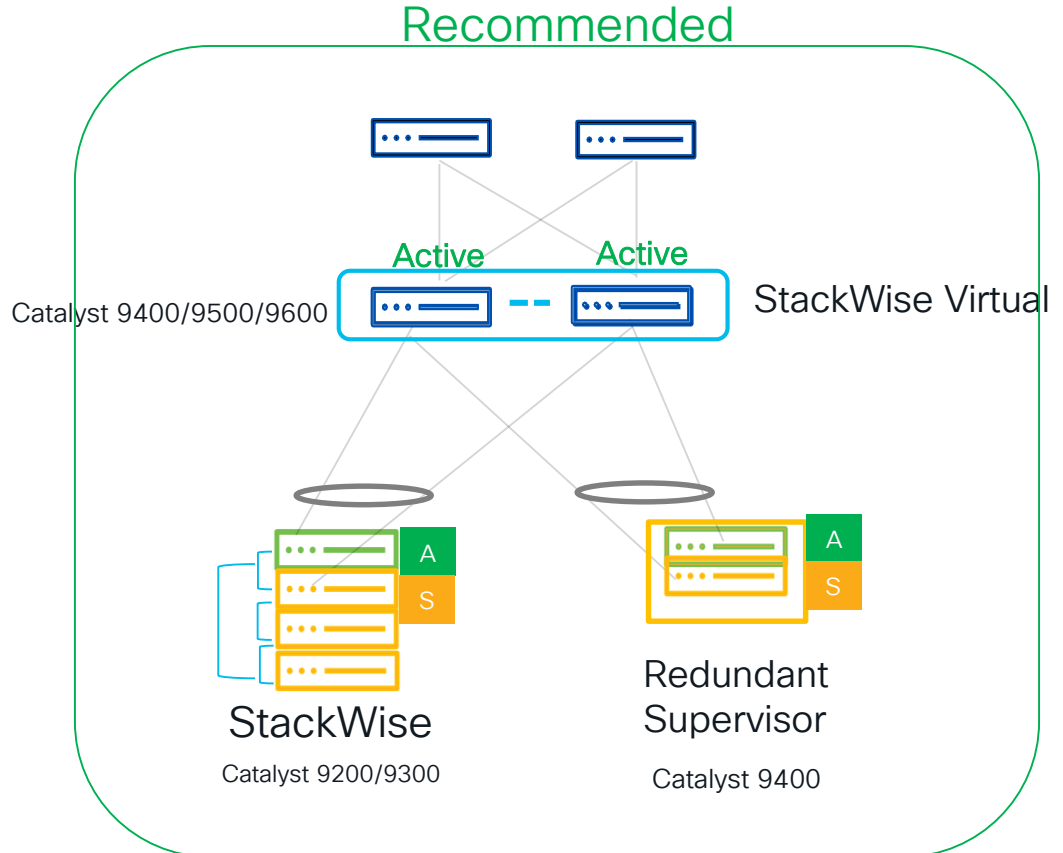 Recommended
Active
Active
Catalyst 9400/9500/9600
StackWise Virtual
A
S
A
S
StackWise
Catalyst 9200/9300
Redundant
Supervisor
Catalyst 9400